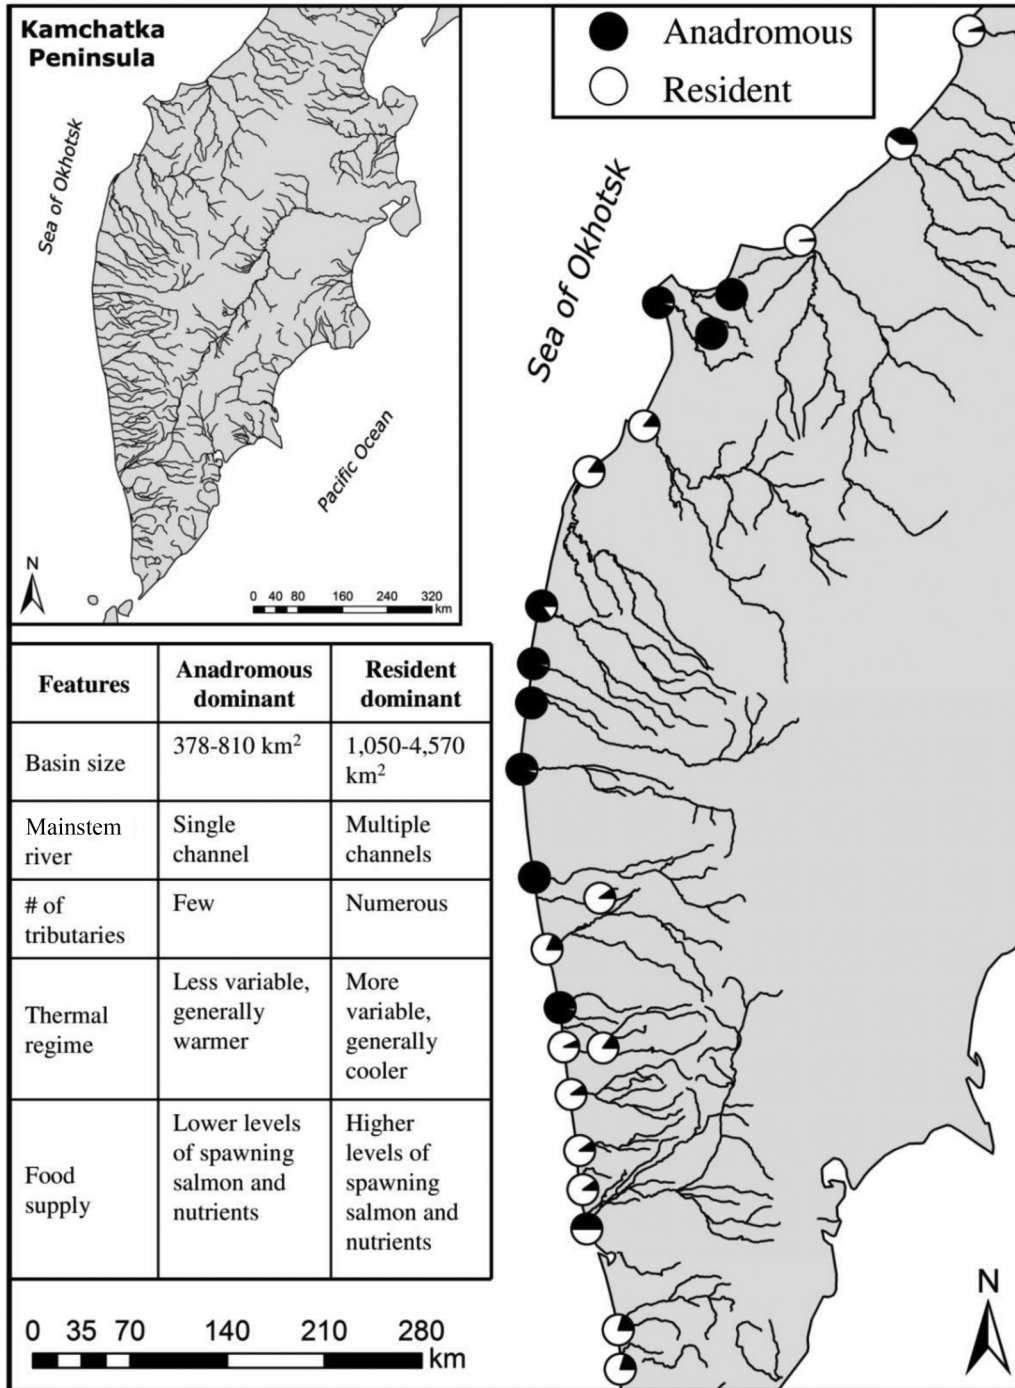 Kamchatka
Peninsula
Sea of Okhotsk
Pacific Ocean
N
0 40 80 160 240 320
km
Anadromous
Resident
Sea of Okhotsk
Features
Anadromous
dominant
Resident
dominant
Basin size
378-810 km²
1,050-4,570
km²
Mainstem
river
Single
channel
Multiple
channels
# of
tributaries
Few
Numerous
Thermal
regime
Less variable,
generally
warmer
More
variable,
generally
cooler
Food
supply
Lower levels
of spawning
salmon and
nutrients
Higher
levels of
spawning
salmon and
nutrients
0 35 70 140 210 280
km
N